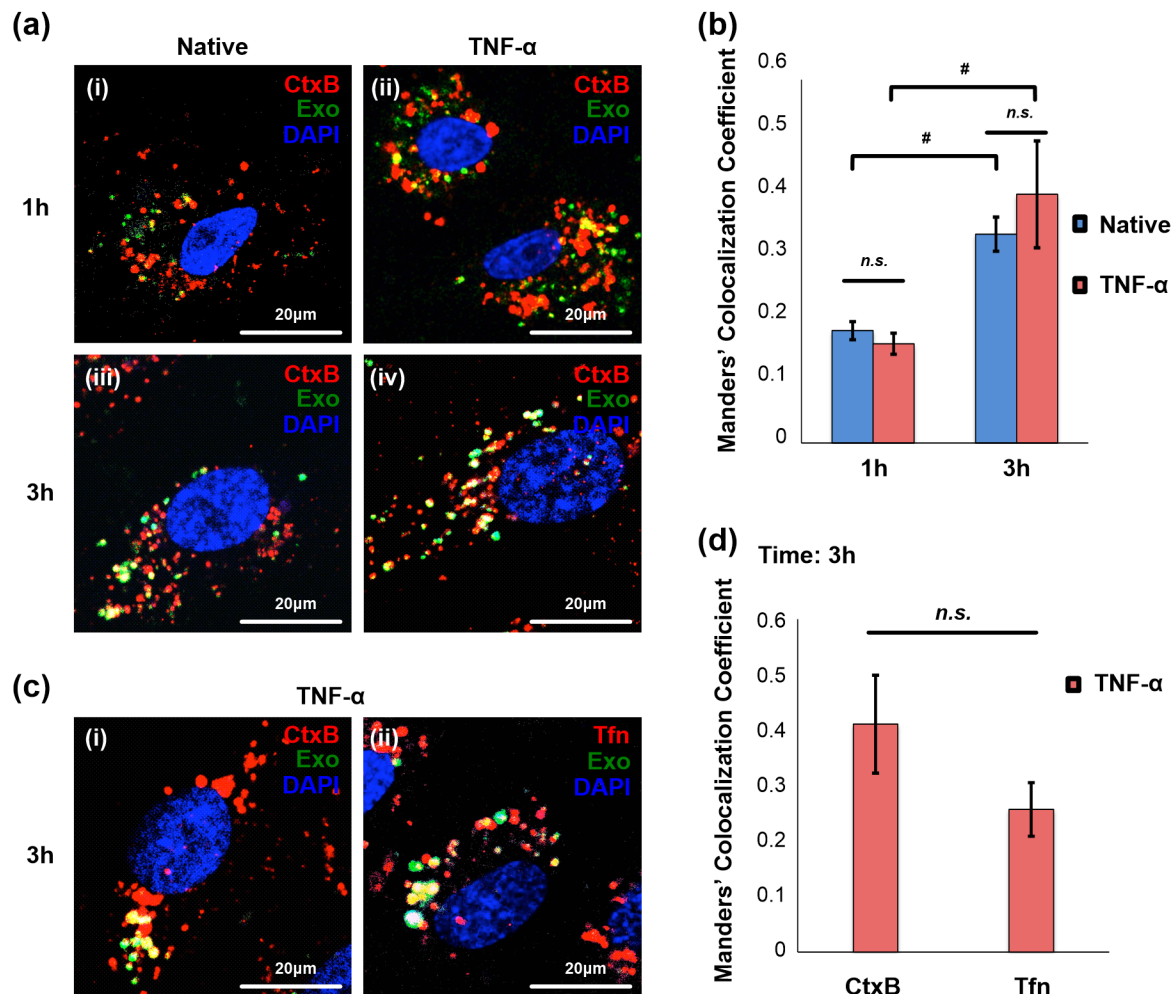 (a)
Native
TNF-α
1h
(i)
CtxB
Exo
DAPI
20µm
(ii)
CtxB
Exo
DAPI
20µm
3h
(iii)
CtxB
Exo
DAPI
20µm
(iv)
CtxB
Exo
DAPI
20µm
(b)
Manders' Colocalization Coefficient
0.6
0.5
0.4
0.3
0.2
0.1
0
#
#
n.s.
n.s.
1h
3h
Native
TNF-α
(c)
TNF-α
3h
(i)
CtxB
Exo
DAPI
20µm
(ii)
Tfn
Exo
DAPI
20µm
(d)
Time: 3h
Manders' Colocalization Coefficient
0.6
0.5
0.4
0.3
0.2
0.1
0
n.s.
TNF-α
CtxB
Tfn